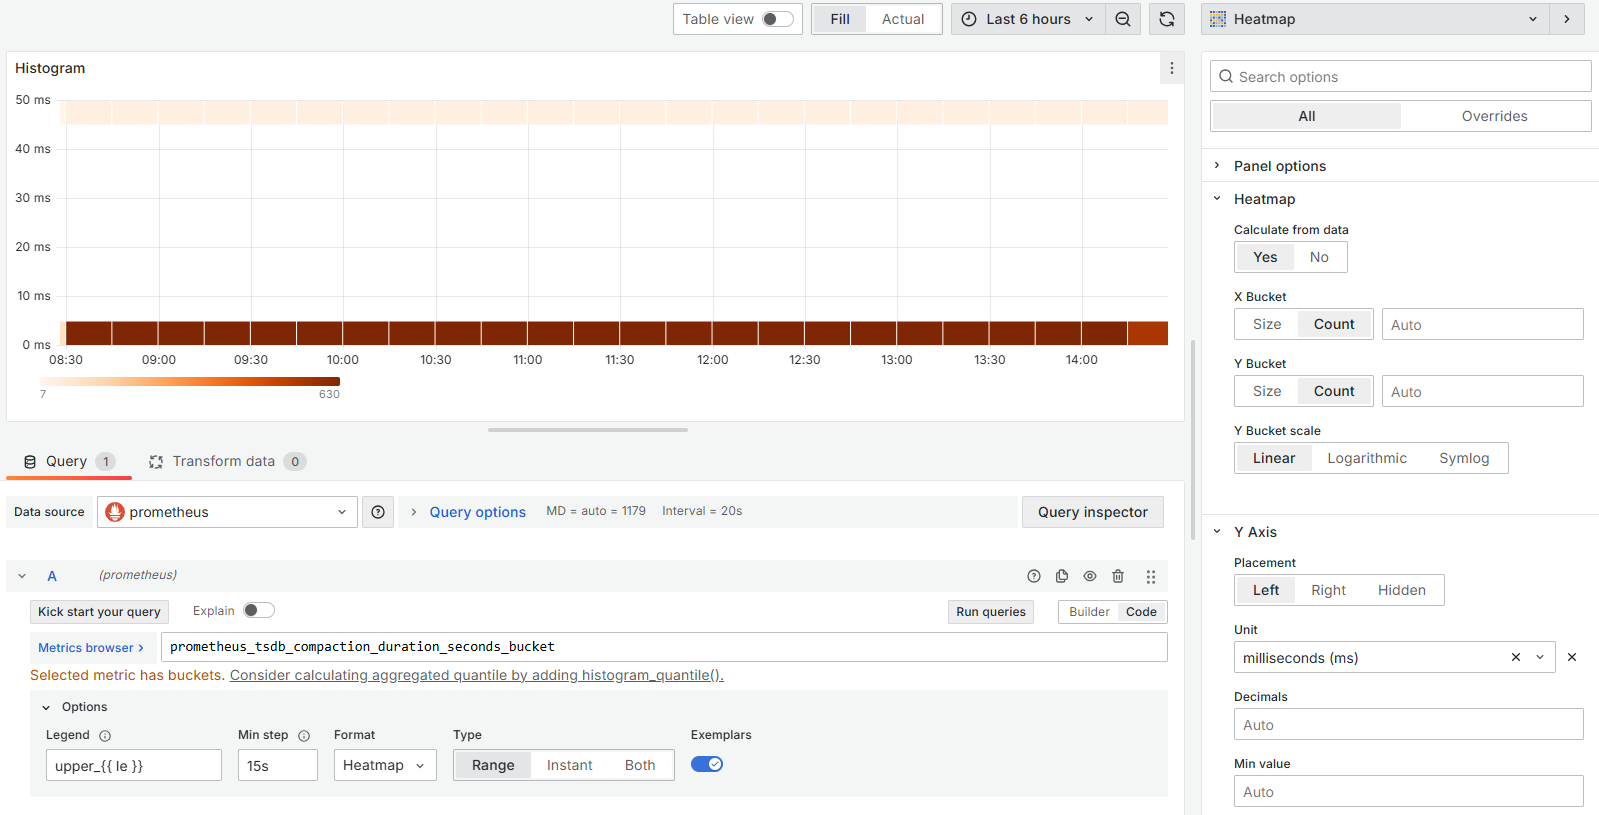 Table view
Fill
Actual
Last 6 hours
Heatmap
Histogram
50 ms
40 ms
30 ms
20 ms
10 ms
0 ms
08:30 09:00 09:30 10:00 10:30 11:00 11:30 12:00 12:30 13:00 13:30 14:00
7 630
Query 1
Transform data 0
Data source
prometheus
Query options
MD = auto = 1179
Interval = 20s
Query inspector
A
(prometheus)
Kick start your query
Explain
Run queries
Builder
Code
Metrics browser >
prometheus_tsdb_compaction_duration_seconds_bucket
Selected metric has buckets. Consider calculating aggregated quantile by adding histogram_quantile().
Options
Legend
Min step
Format
Type
Exemplars
upper_{{ le }}
15s
Heatmap
Range
Instant
Both
Search options
All
Overrides
Panel options
Heatmap
Calculate from data
Yes
No
X Bucket
Size
Count
Auto
Y Bucket
Size
Count
Auto
Y Bucket scale
Linear
Logarithmic
Symlog
Y Axis
Placement
Left
Right
Hidden
Unit
milliseconds (ms)
Decimals
Auto
Min value
Auto